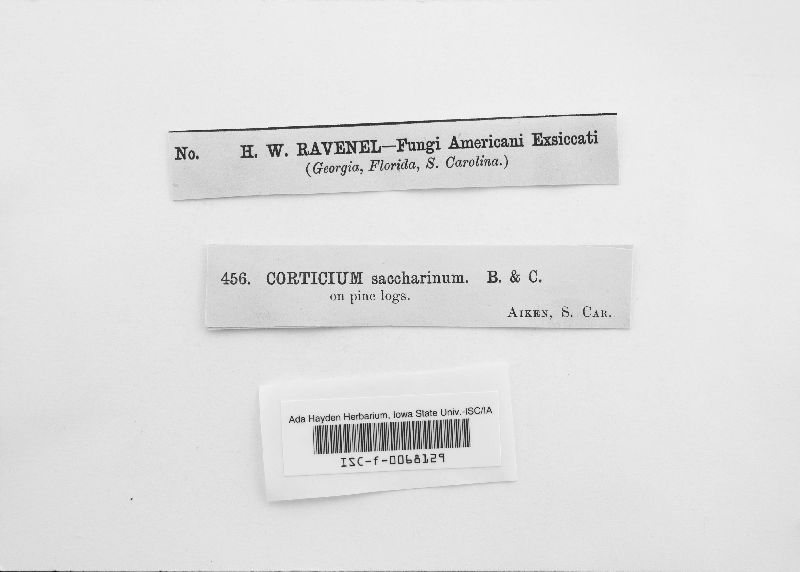 No. H. W. RAVENEL—Fungi Americani Exsiccati
(Georgia, Florida, S. Carolina.)
456. CORTICIUM saccharinum. B. & C.
on pine logs.
AIKEN, S. CAR.
Ada Hayden Herbarium, Iowa State Univ.-ISC/IA
ISC-f-0068129